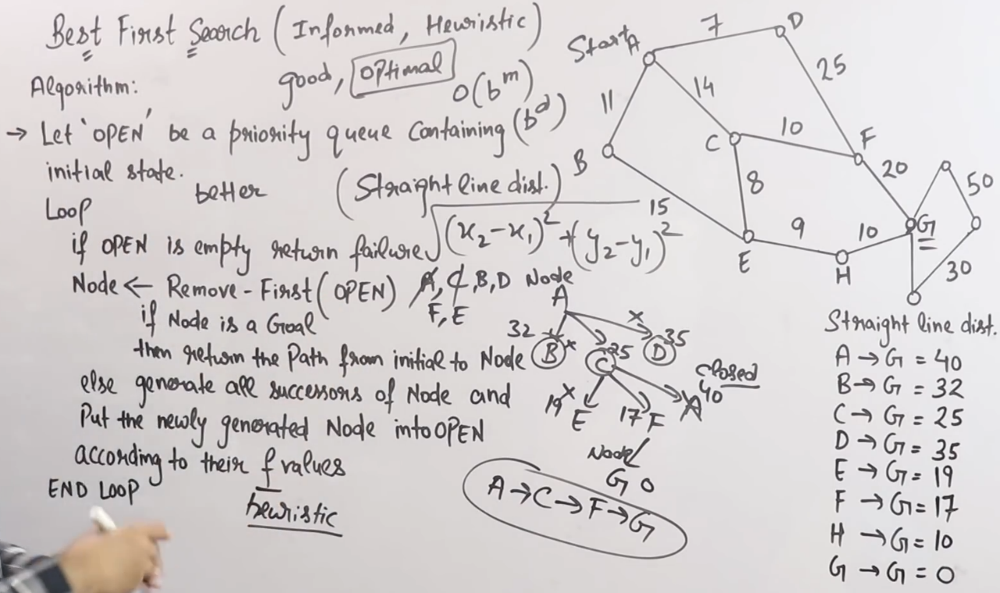 Best First Search (Informed, Heuristic)
good, optimal O(b^m)
(b^d)
Algorithm:
→ Let 'OPEN' be a priority queue Containing
initial state.
better (Straight line dist.)
Loop
if OPEN is empty return failure √(x₂-x₁)² + (y₂-y₁)²
Node ← Remove-First(OPEN) A, C, B, D Node
F, E
if Node is a Goal
then return the Path from initial to Node
else generate all successors of Node and
Put the newly generated Node into OPEN
according to their f values
heuristic
END LOOP
A
32 B × C 25 × D 35
19 × E 17 F A 40 closed
Node
G 0
A → C → F → G
Start A 7 D
11 14 25
B C 10 F
8 20 50
15 G
E 9 H 10
30
Straight line dist.
A → G = 40
B → G = 32
C → G = 25
D → G = 35
E → G = 19
F → G = 17
H → G = 10
G → G = 0